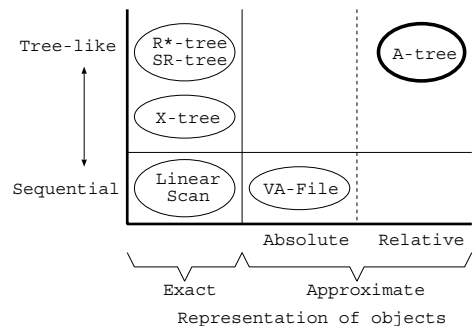 Tree-like
R*-tree
SR-tree
A-tree
X-tree
Sequential
Linear
Scan
VA-File
Absolute Relative
Exact Approximate
Representation of objects